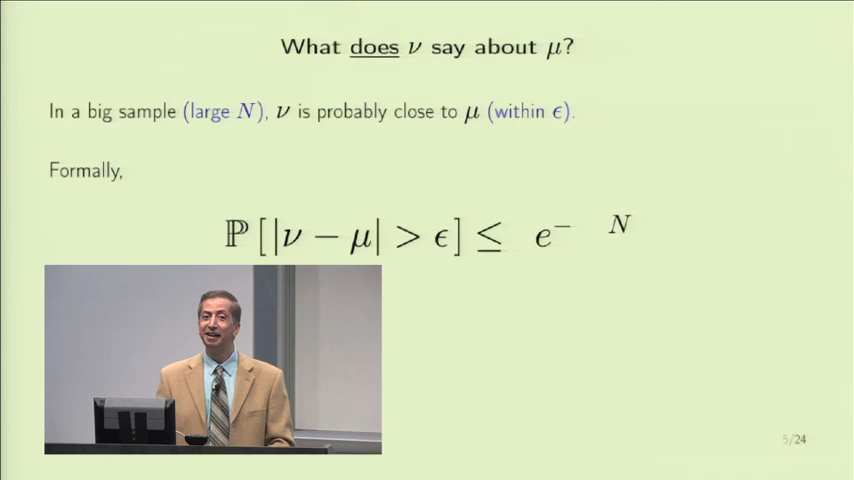 What does ν say about μ?
In a big sample (large N), ν is probably close to μ (within ϵ).
Formally,
ℙ [|ν − μ| > ϵ] ≤ e^− N
5/24